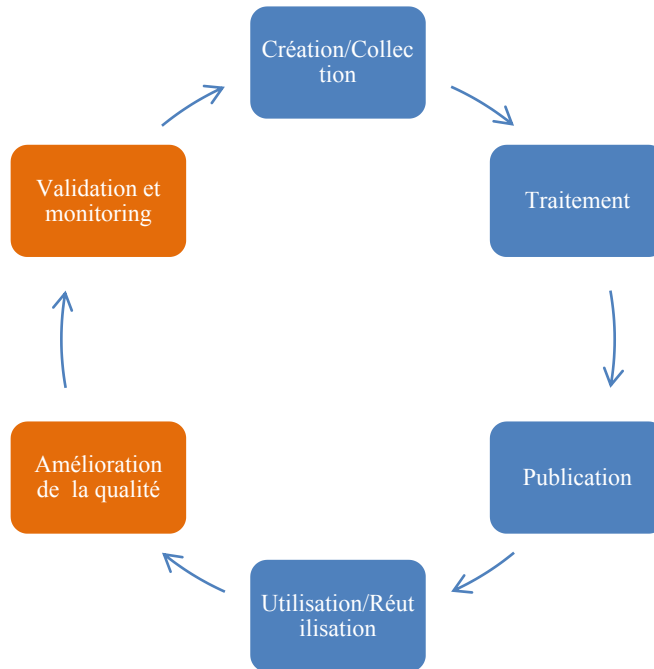 Création/Collec
tion
Traitement
Publication
Utilisation/Réut
ilisation
Amélioration
de la qualité
Validation et
monitoring